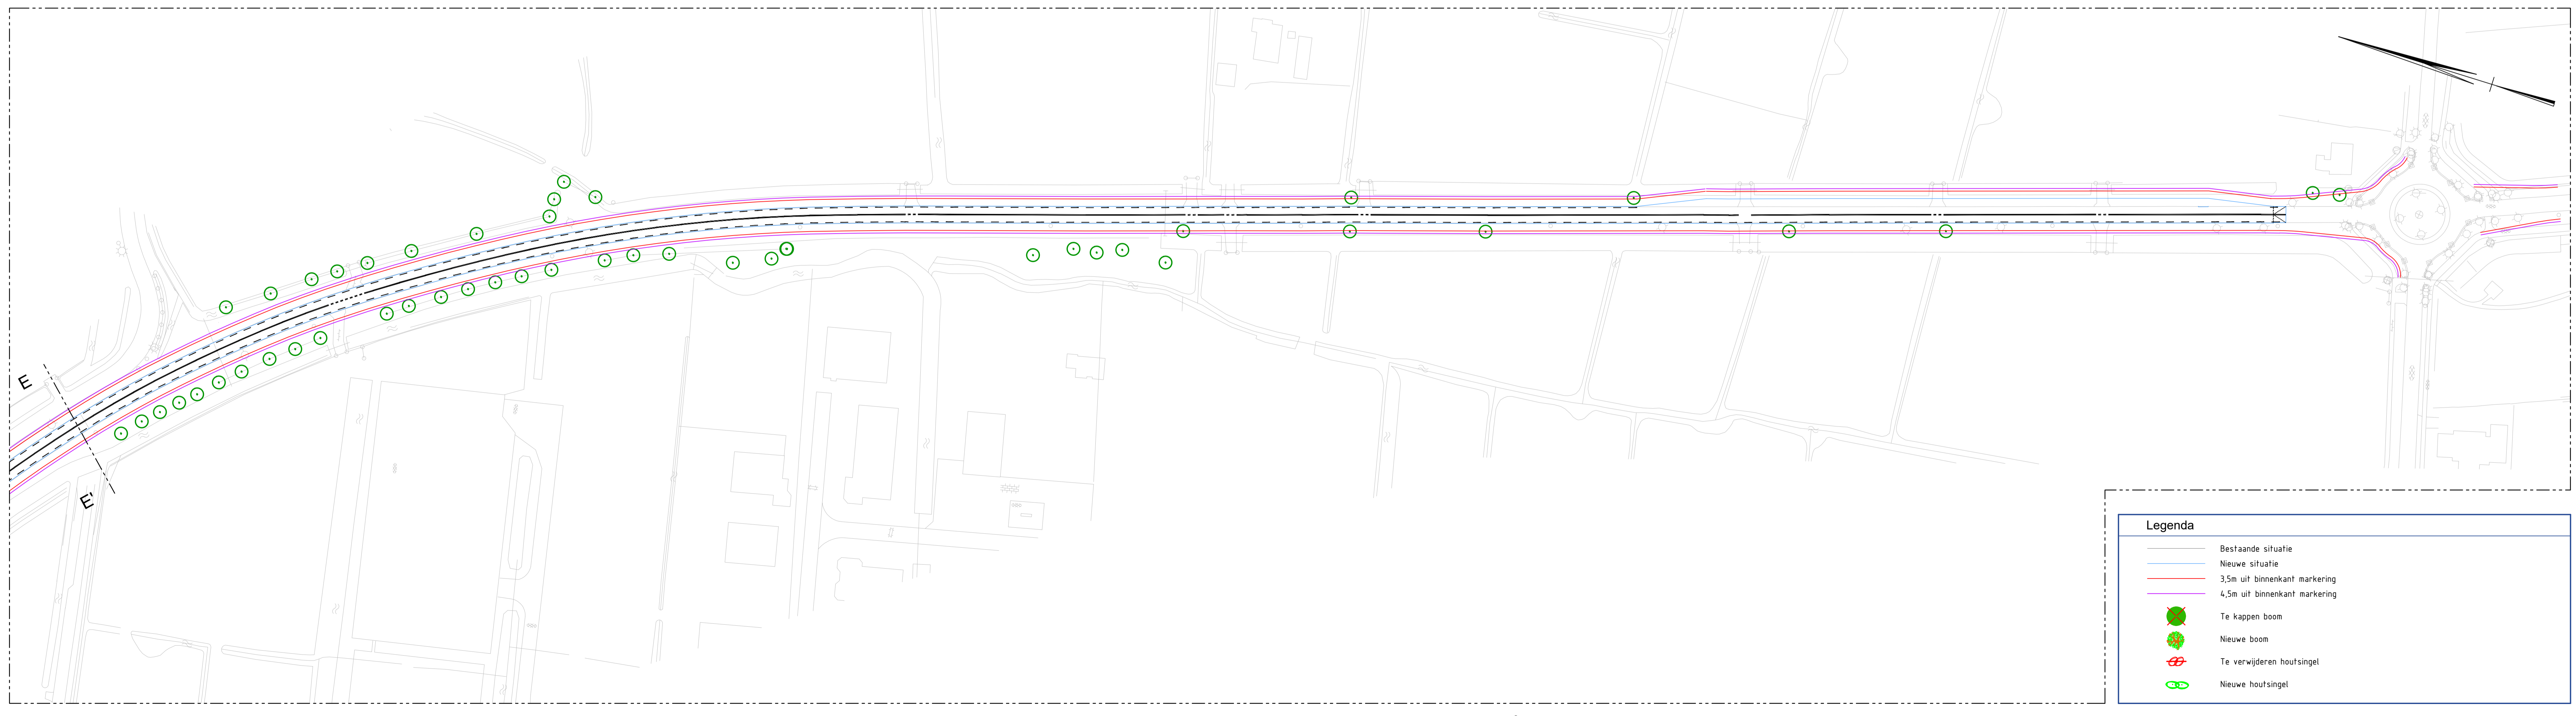 E
E'
Legenda
Bestaande situatie
Nieuwe situatie
3,5m uit binnenkant markering
4,5m uit binnenkant markering
Te kappen boom
Nieuwe boom
Te verwijderen houtsingel
Nieuwe houtsingel